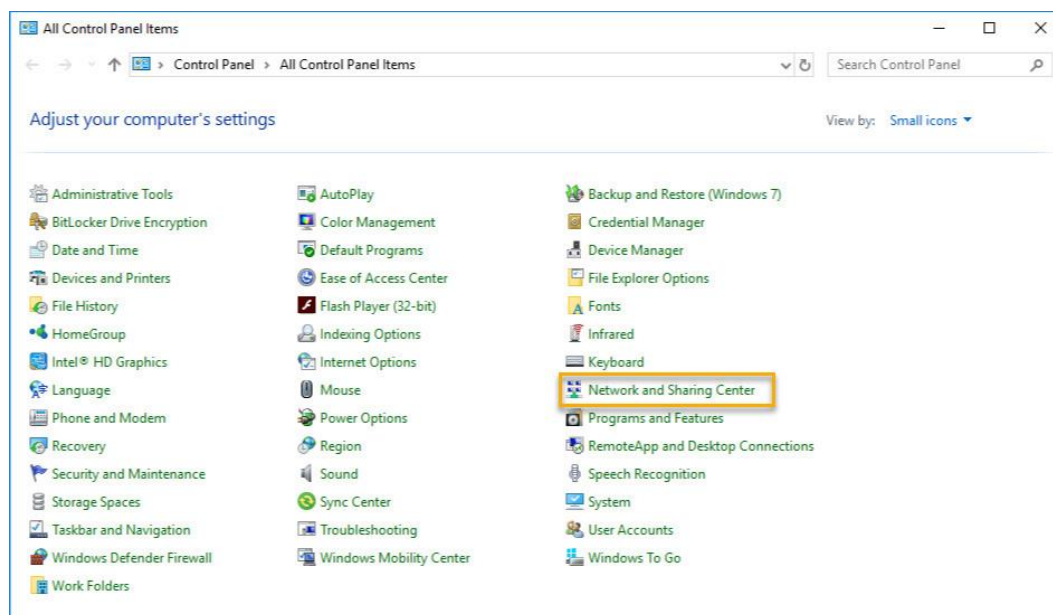 All Control Panel Items
Control Panel > All Control Panel Items
Search Control Panel
Adjust your computer's settings
View by: Small icons
Administrative Tools
AutoPlay
Backup and Restore (Windows 7)
BitLocker Drive Encryption
Color Management
Credential Manager
Date and Time
Default Programs
Device Manager
Devices and Printers
Ease of Access Center
File Explorer Options
File History
Flash Player (32-bit)
Fonts
HomeGroup
Indexing Options
Infrared
Intel® HD Graphics
Internet Options
Keyboard
Language
Mouse
Network and Sharing Center
Phone and Modem
Power Options
Programs and Features
Recovery
Region
RemoteApp and Desktop Connections
Security and Maintenance
Sound
Speech Recognition
Storage Spaces
Sync Center
System
Taskbar and Navigation
Troubleshooting
User Accounts
Windows Defender Firewall
Windows Mobility Center
Windows To Go
Work Folders